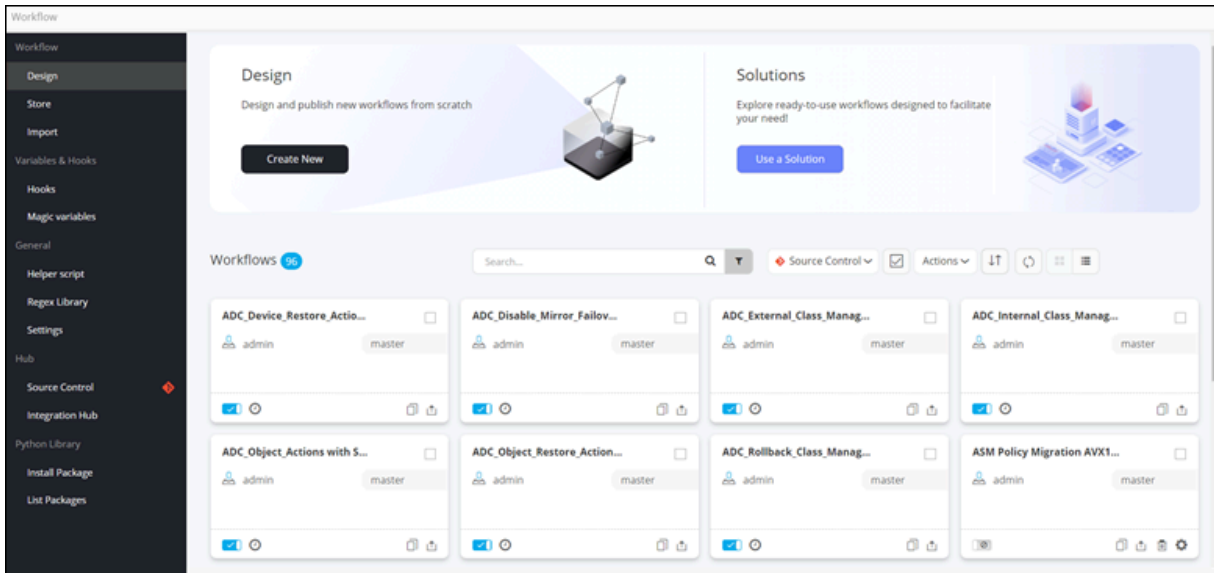 Workflow
Workflow
Design
Store
Import
Variables & Hooks
Hooks
Magic variables
General
Helper script
Regex Library
Settings
Hub
Source Control
Integration Hub
Python Library
Install Package
List Packages
Design
Design and publish new workflows from scratch
Create New
Solutions
Explore ready-to-use workflows designed to facilitate
your need!
Use a Solution
Workflows 96
Search...
Source Control
Actions
ADC_Device_Restore_Actio...
admin master
ADC_Disable_Mirror_Failov...
admin master
ADC_External_Class_Manag...
admin master
ADC_Internal_Class_Manag...
admin master
ADC_Object_Actions with S...
admin master
ADC_Object_Restore_Action...
admin master
ADC_Rollback_Class_Manag...
admin master
ASM Policy Migration AVX1...
admin master